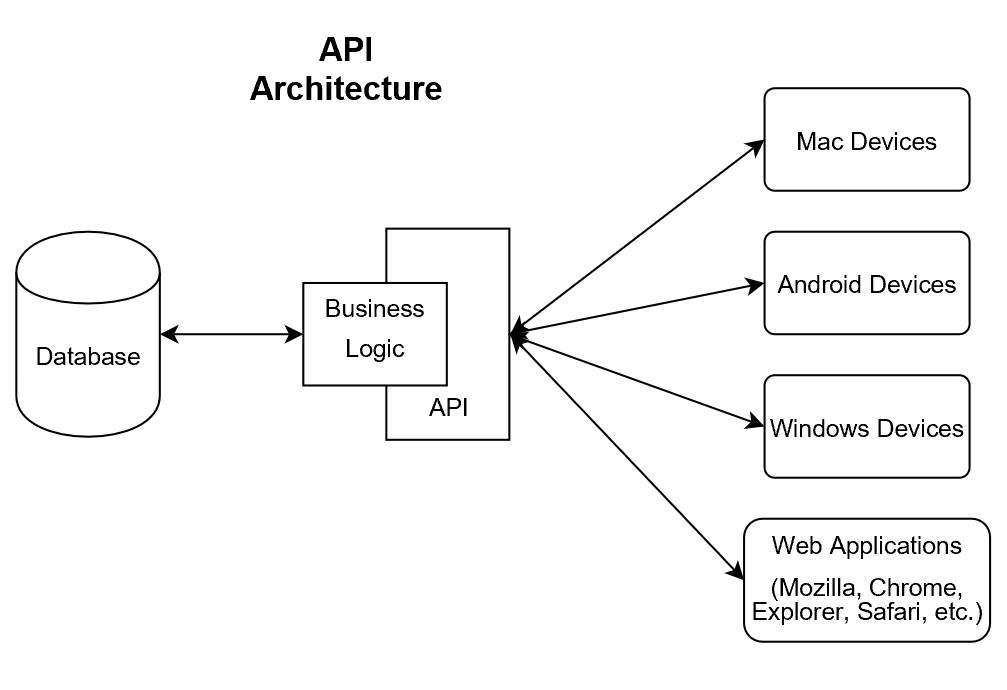 API
Architecture
Mac Devices
Android Devices
Database
Business
Logic
API
Windows Devices
Web Applications
(Mozilla, Chrome,
Explorer, Safari, etc.)